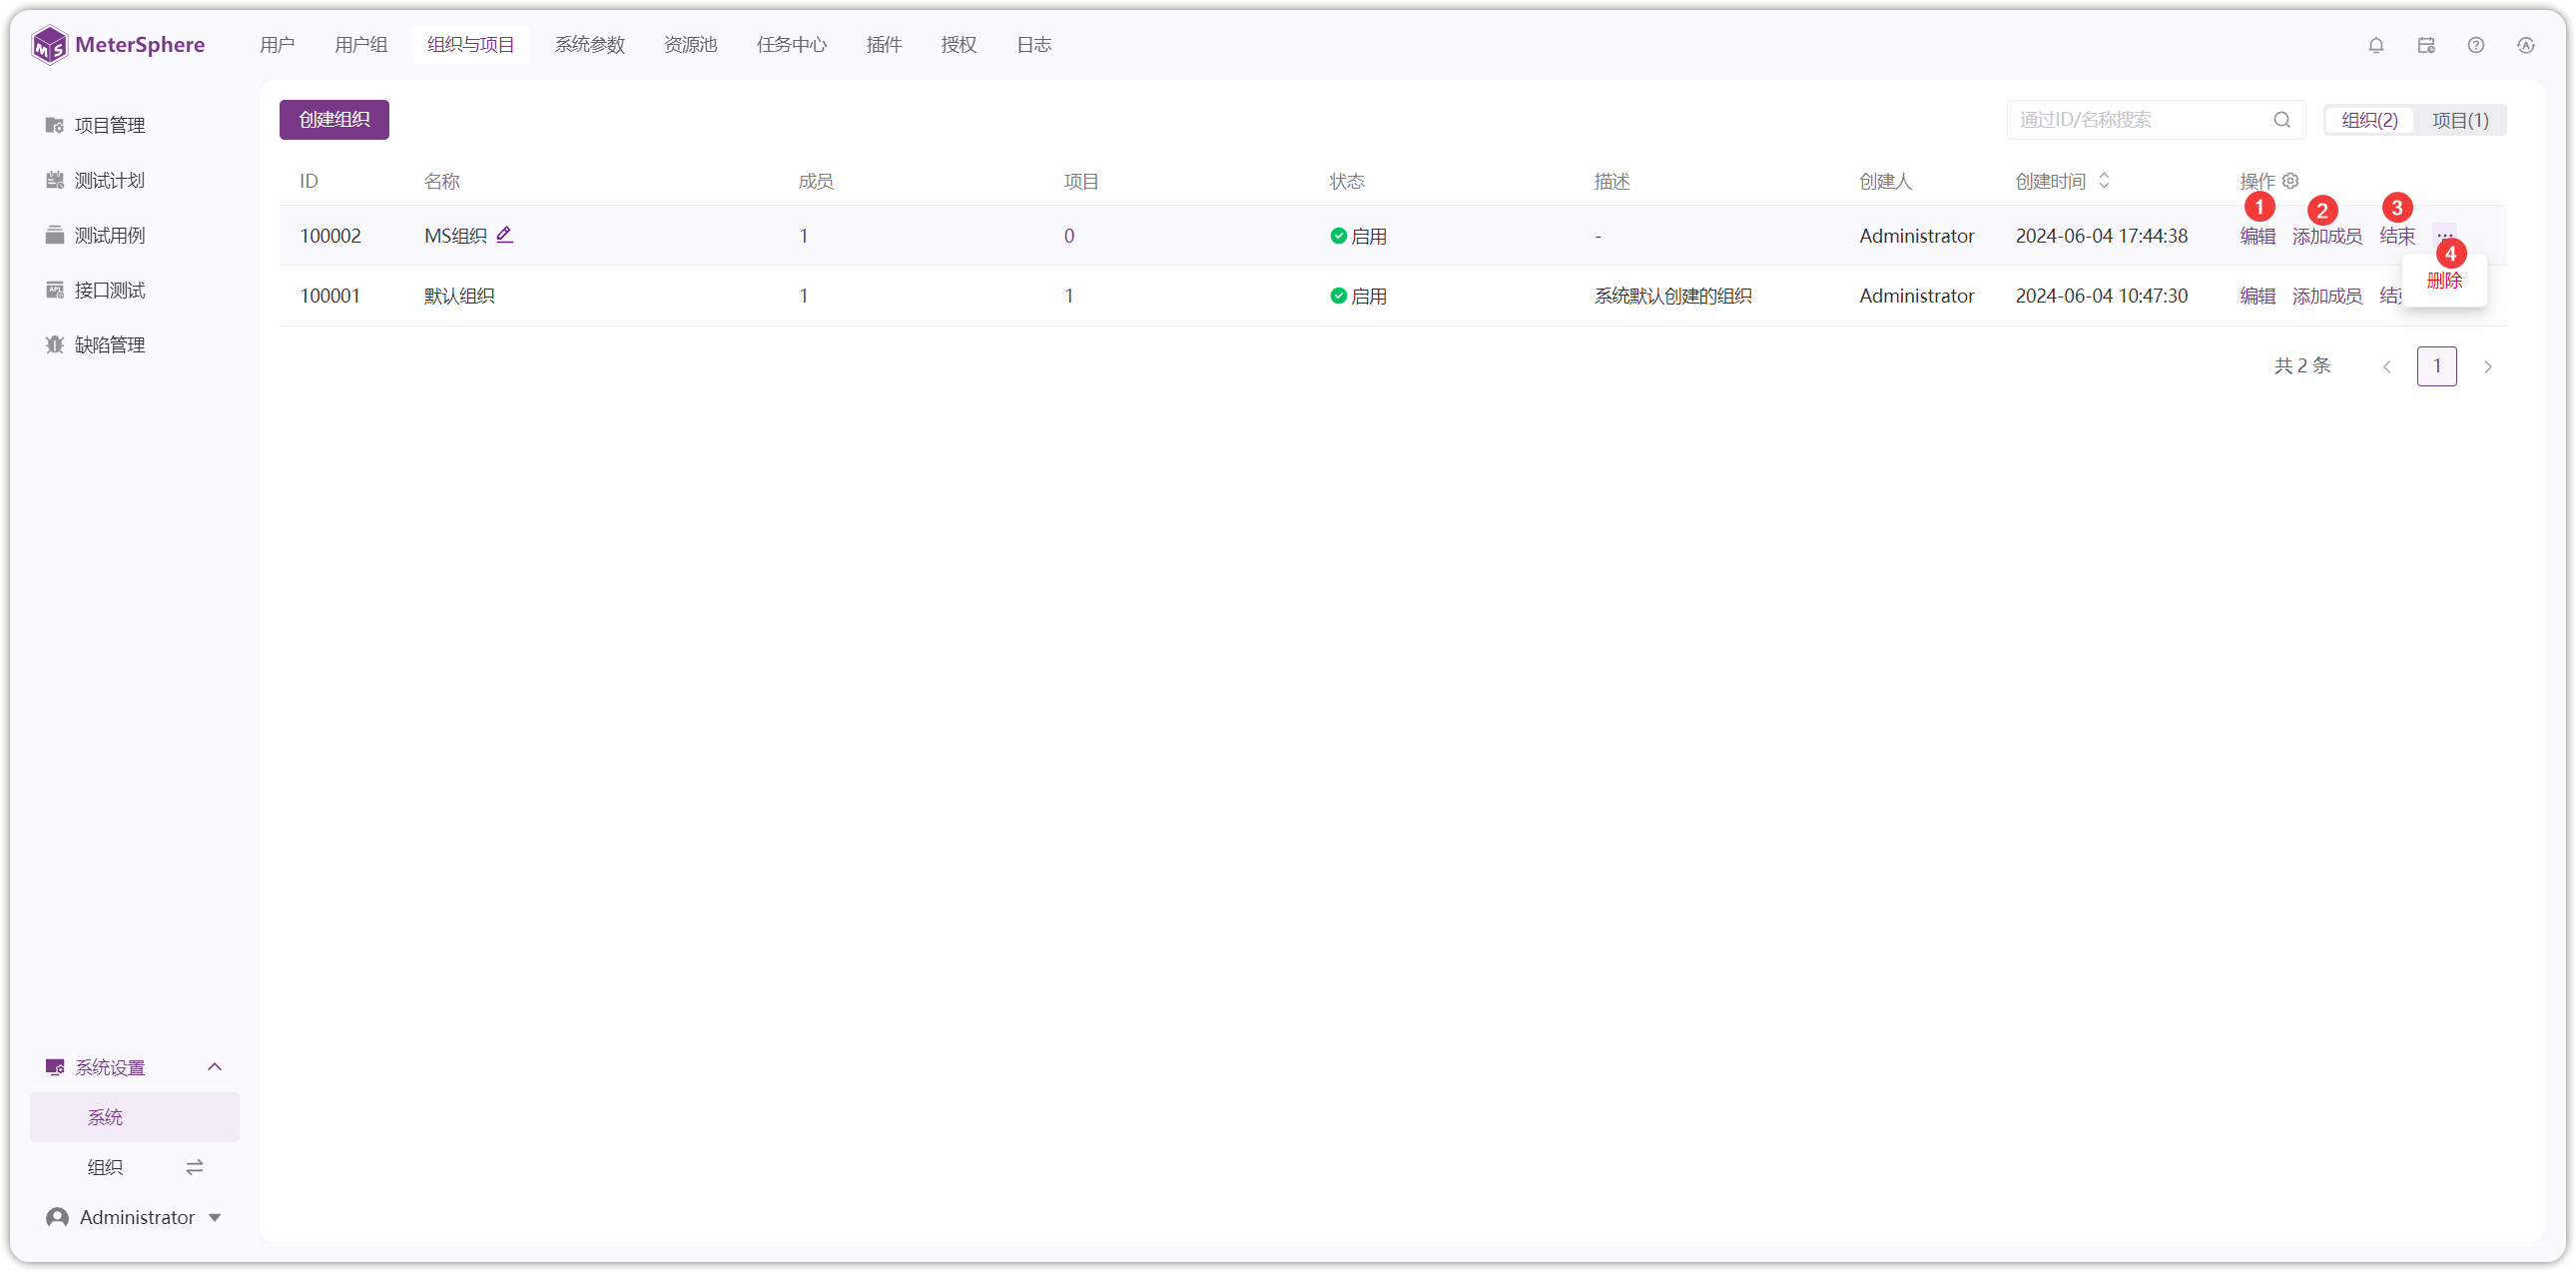 MeterSphere 用户 用户组 组织与项目 系统参数 资源池 任务中心 插件 授权 日志
项目管理
测试计划
测试用例
接口测试
缺陷管理
创建组织 通过ID/名称搜索 组织(2) 项目(1)
ID 名称 成员 项目 状态 描述 创建人 创建时间 操作
1 2 3
100002 MS组织 1 0 启用 - Administrator 2024-06-04 17:44:38 编辑 添加成员 结束 ...
4
删除
100001 默认组织 1 1 启用 系统默认创建的组织 Administrator 2024-06-04 10:47:30 编辑 添加成员 结
共 2 条 1
系统设置
系统
组织
Administrator